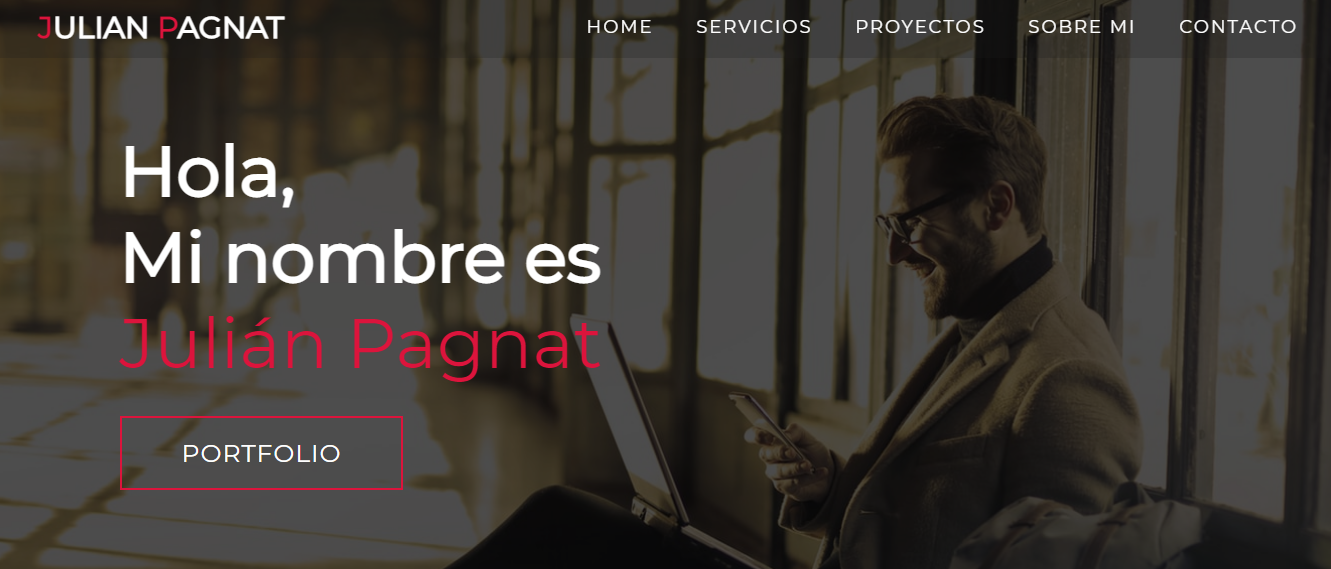 JULIAN PAGNAT
HOME SERVICIOS PROYECTOS SOBRE MI CONTACTO
Hola,
Mi nombre es
Julián Pagnat
PORTFOLIO